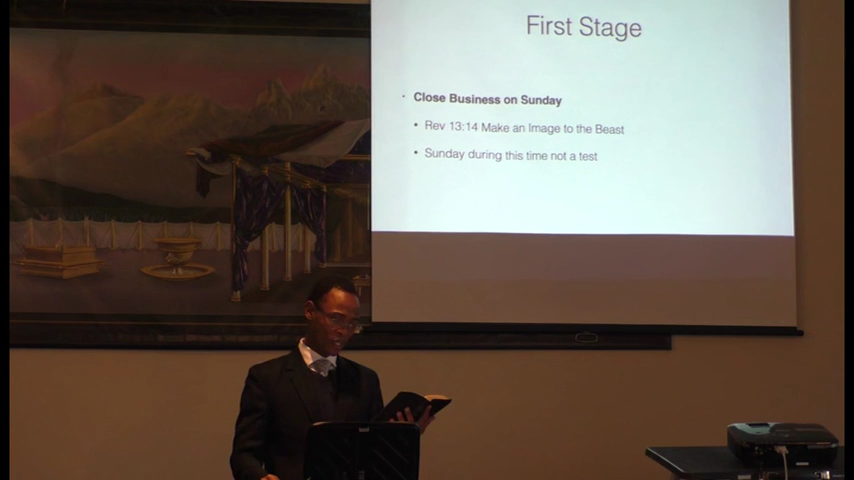 First Stage
• Close Business on Sunday
• Rev 13:14 Make an Image to the Beast
• Sunday during this time not a test